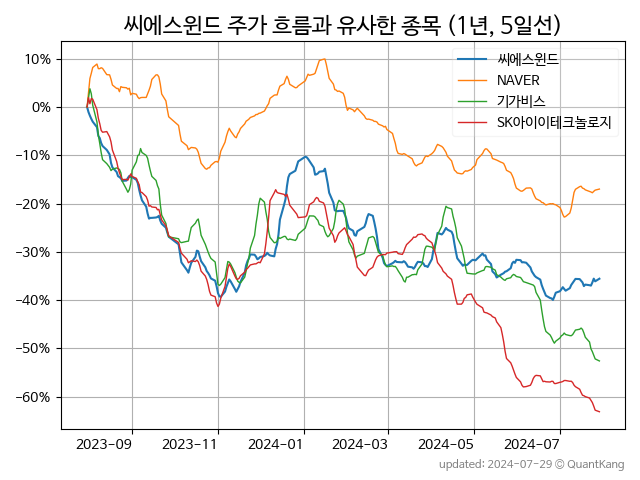 씨에스윈드 주가 흐름과 유사한 종목 (1년, 5일선)
씨에스윈드
NAVER
기가비스
SK아이이테크놀로지
10%
0%
−10%
−20%
−30%
−40%
−50%
−60%
2023-09
2023-11
2024-01
2024-03
2024-05
2024-07
updated: 2024-07-29 © QuantKang